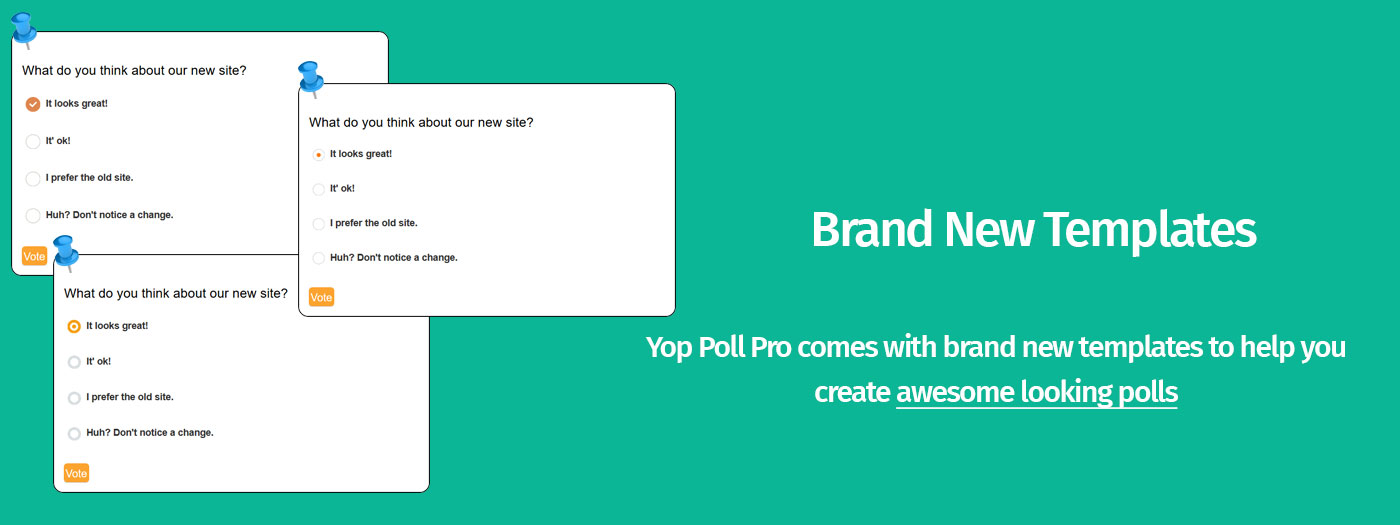 What do you think about our new site?
It looks great!
It' ok!
I prefer the old site.
Huh? Don't notice a change.
Vote
What do you think about our new site?
It looks great!
It' ok!
I prefer the old site.
Huh? Don't notice a change.
Vote
What do you think about our new site?
It looks great!
It' ok!
I prefer the old site.
Huh? Don't notice a change.
Vote
Brand New Templates
Yop Poll Pro comes with brand new templates to help you
create awesome looking polls